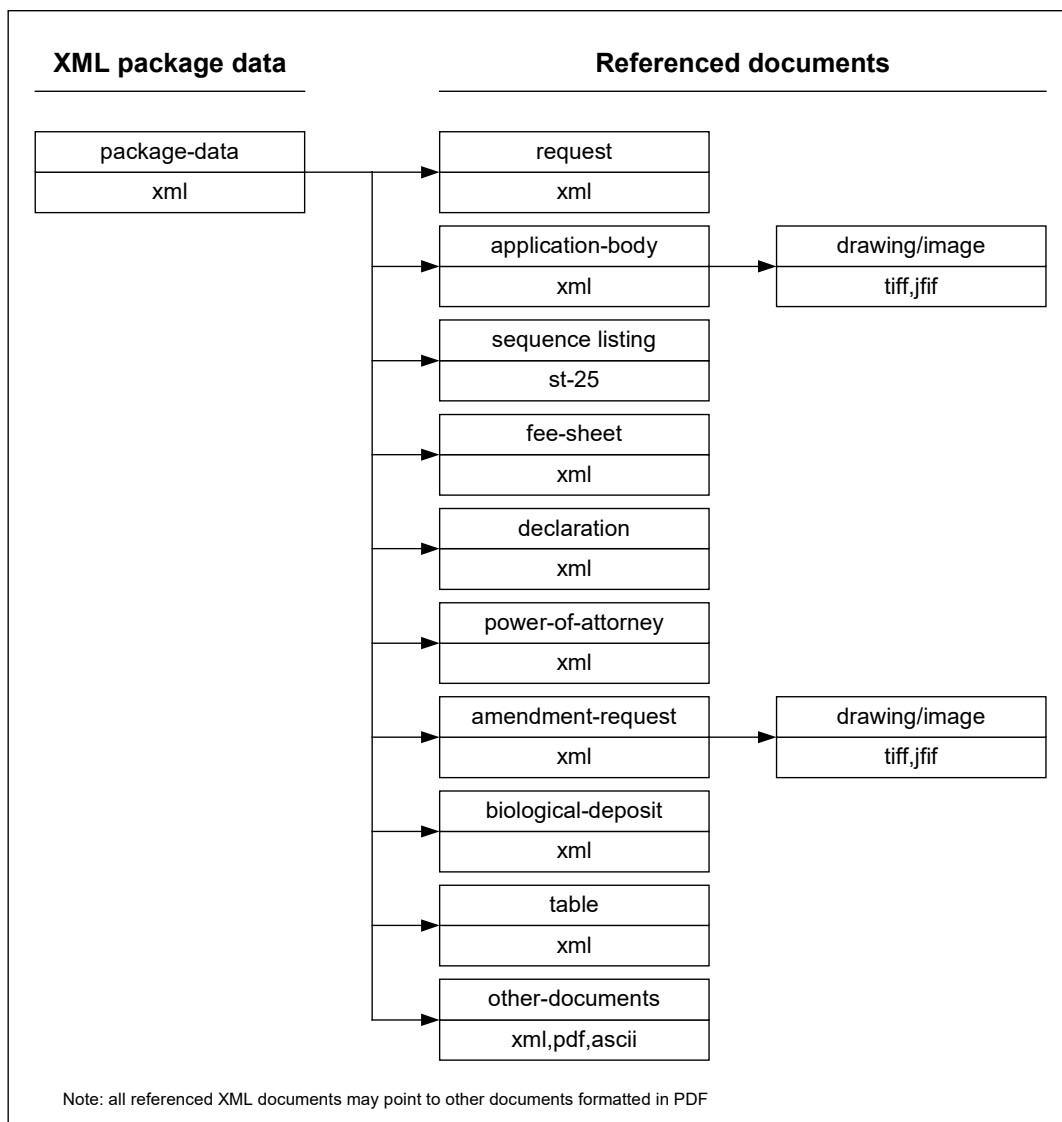 XML package data
Referenced documents
package-data
xml
request
xml
application-body
xml
drawing/image
tiff,jfif
sequence listing
st-25
fee-sheet
xml
declaration
xml
power-of-attorney
xml
amendment-request
xml
drawing/image
tiff,jfif
biological-deposit
xml
table
xml
other-documents
xml,pdf,ascii
Note: all referenced XML documents may point to other documents formatted in PDF